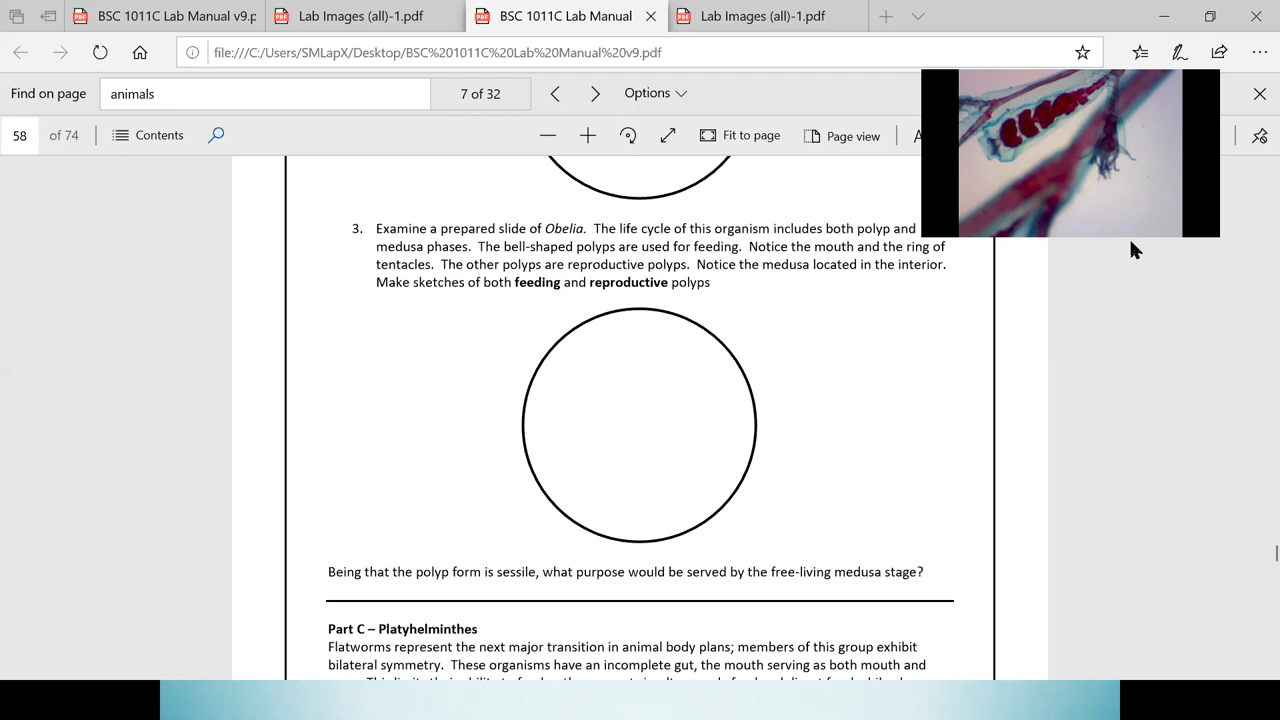 BSC 1011C Lab Manual v9.p
Lab Images (all)-1.pdf
BSC 1011C Lab Manual
Lab Images (all)-1.pdf
file:///C:/Users/SMLapX/Desktop/BSC%201011C%20Lab%20Manual%20v9.pdf
Find on page
animals
7 of 32
Options
58 of 74
Contents
Fit to page
Page view
3. Examine a prepared slide of Obelia. The life cycle of this organism includes both polyp and
medusa phases. The bell-shaped polyps are used for feeding. Notice the mouth and the ring of
tentacles. The other polyps are reproductive polyps. Notice the medusa located in the interior.
Make sketches of both feeding and reproductive polyps
Being that the polyp form is sessile, what purpose would be served by the free-living medusa stage?
Part C – Platyhelminthes
Flatworms represent the next major transition in animal body plans; members of this group exhibit
bilateral symmetry. These organisms have an incomplete gut, the mouth serving as both mouth and